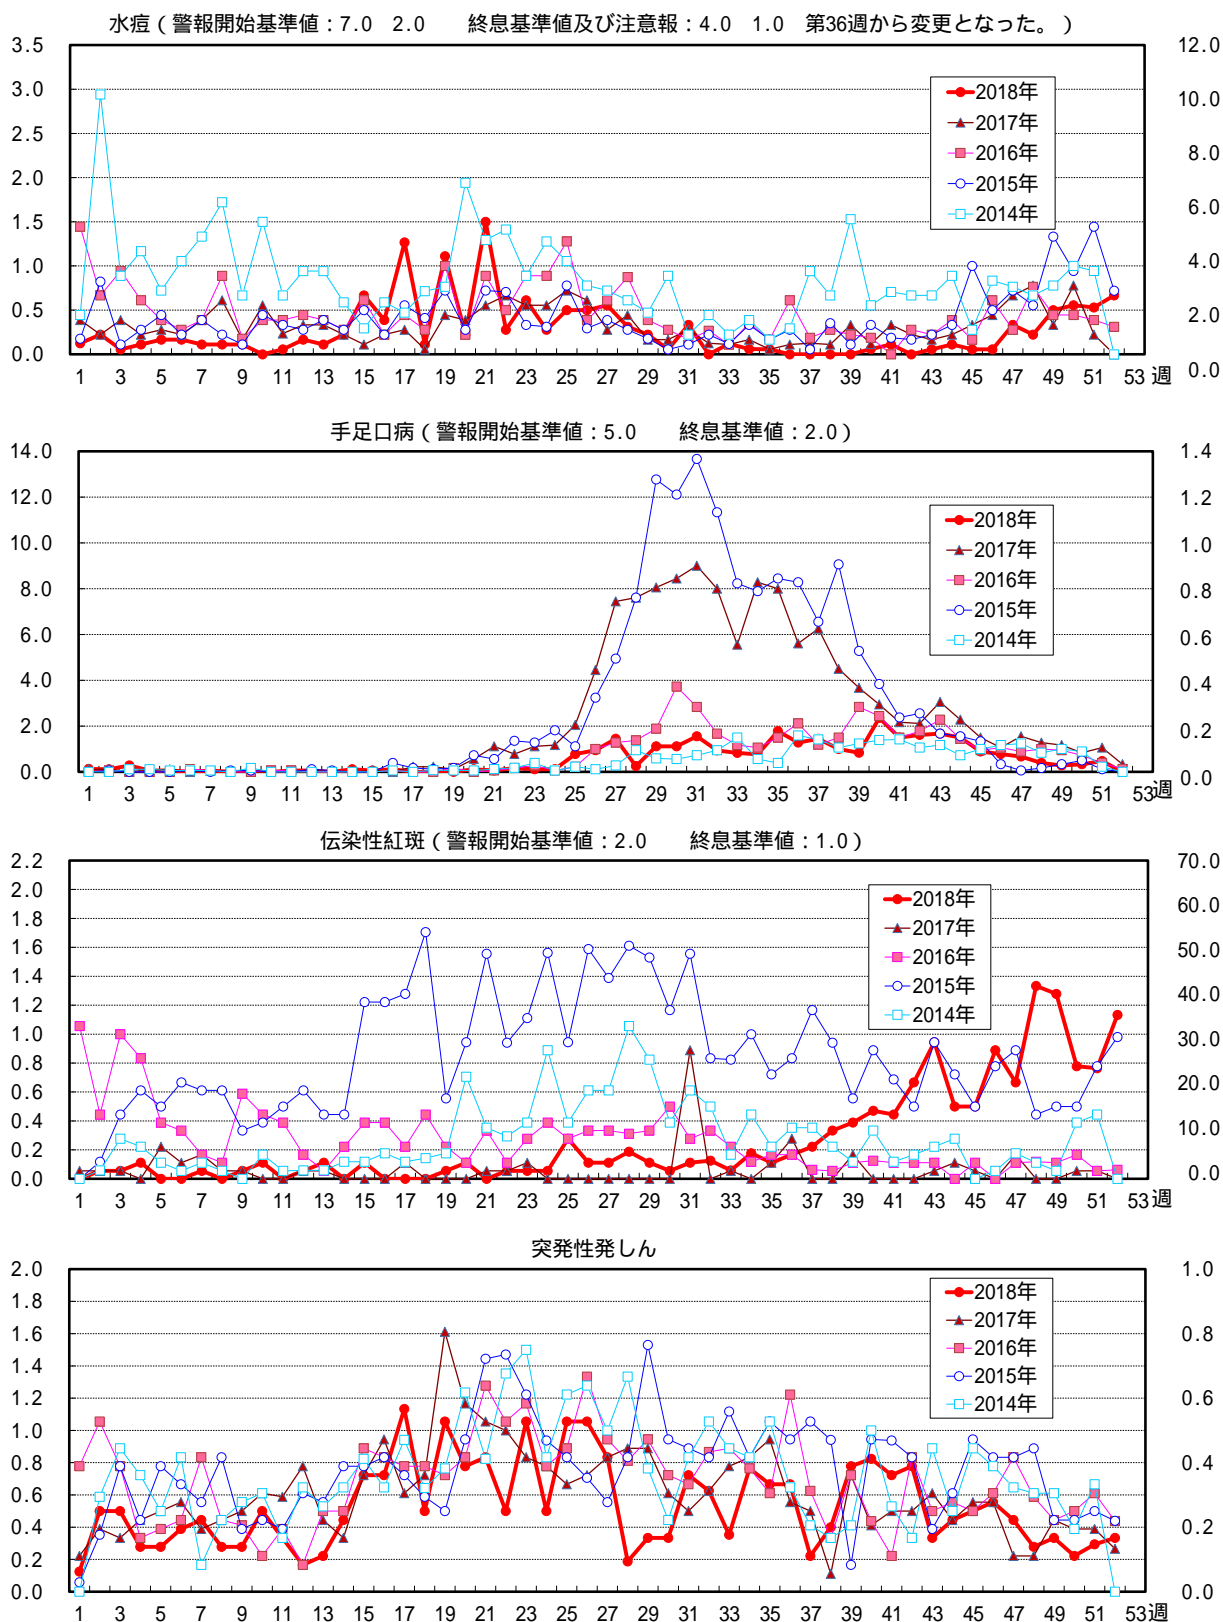 水痘（警報開始基準値：7.0　2.0　　終息基準値及び注意報：4.0　1.0　第36週から変更となった。）
3.5 12.0
3.0 10.0
2.5 8.0
2.0 6.0
1.5 4.0
1.0 2.0
0.5 0.0
0.0
2018年
2017年
2016年
2015年
2014年
1 3 5 7 9 11 13 15 17 19 21 23 25 27 29 31 33 35 37 39 41 43 45 47 49 51 53 週
手足口病（警報開始基準値：5.0　　終息基準値：2.0）
14.0 1.4
12.0 1.2
10.0 1.0
8.0 0.8
6.0 0.6
4.0 0.4
2.0 0.2
0.0 0.0
2018年
2017年
2016年
2015年
2014年
1 3 5 7 9 11 13 15 17 19 21 23 25 27 29 31 33 35 37 39 41 43 45 47 49 51 53週
伝染性紅斑（警報開始基準値：2.0　　終息基準値：1.0）
2.2 70.0
2.0 60.0
1.8 50.0
1.6 40.0
1.4 30.0
1.2 20.0
1.0 10.0
0.8 0.0
0.6
0.4
0.2
0.0
2018年
2017年
2016年
2015年
2014年
1 3 5 7 9 11 13 15 17 19 21 23 25 27 29 31 33 35 37 39 41 43 45 47 49 51 53 週
突発性発しん
2.0 1.0
1.8 0.8
1.6 0.6
1.4 0.4
1.2 0.2
1.0 0.0
0.8
0.6
0.4
0.2
0.0
2018年
2017年
2016年
2015年
2014年
1 3 5 7 9 11 13 15 17 19 21 23 25 27 29 31 33 35 37 39 41 43 45 47 49 51 53週